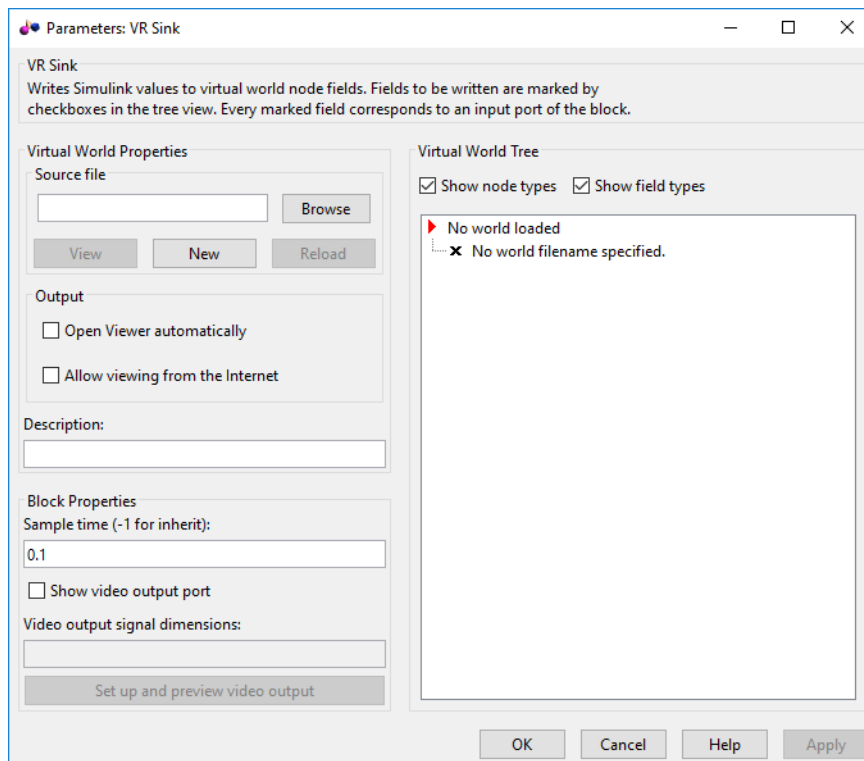 Parameters: VR Sink
VR Sink
Writes Simulink values to virtual world node fields. Fields to be written are marked by
checkboxes in the tree view. Every marked field corresponds to an input port of the block.
Virtual World Properties
Source file
Browse
View New Reload
Output
Open Viewer automatically
Allow viewing from the Internet
Description:
Block Properties
Sample time (-1 for inherit):
0.1
Show video output port
Video output signal dimensions:
Set up and preview video output
Virtual World Tree
Show node types Show field types
No world loaded
No world filename specified.
OK Cancel Help Apply